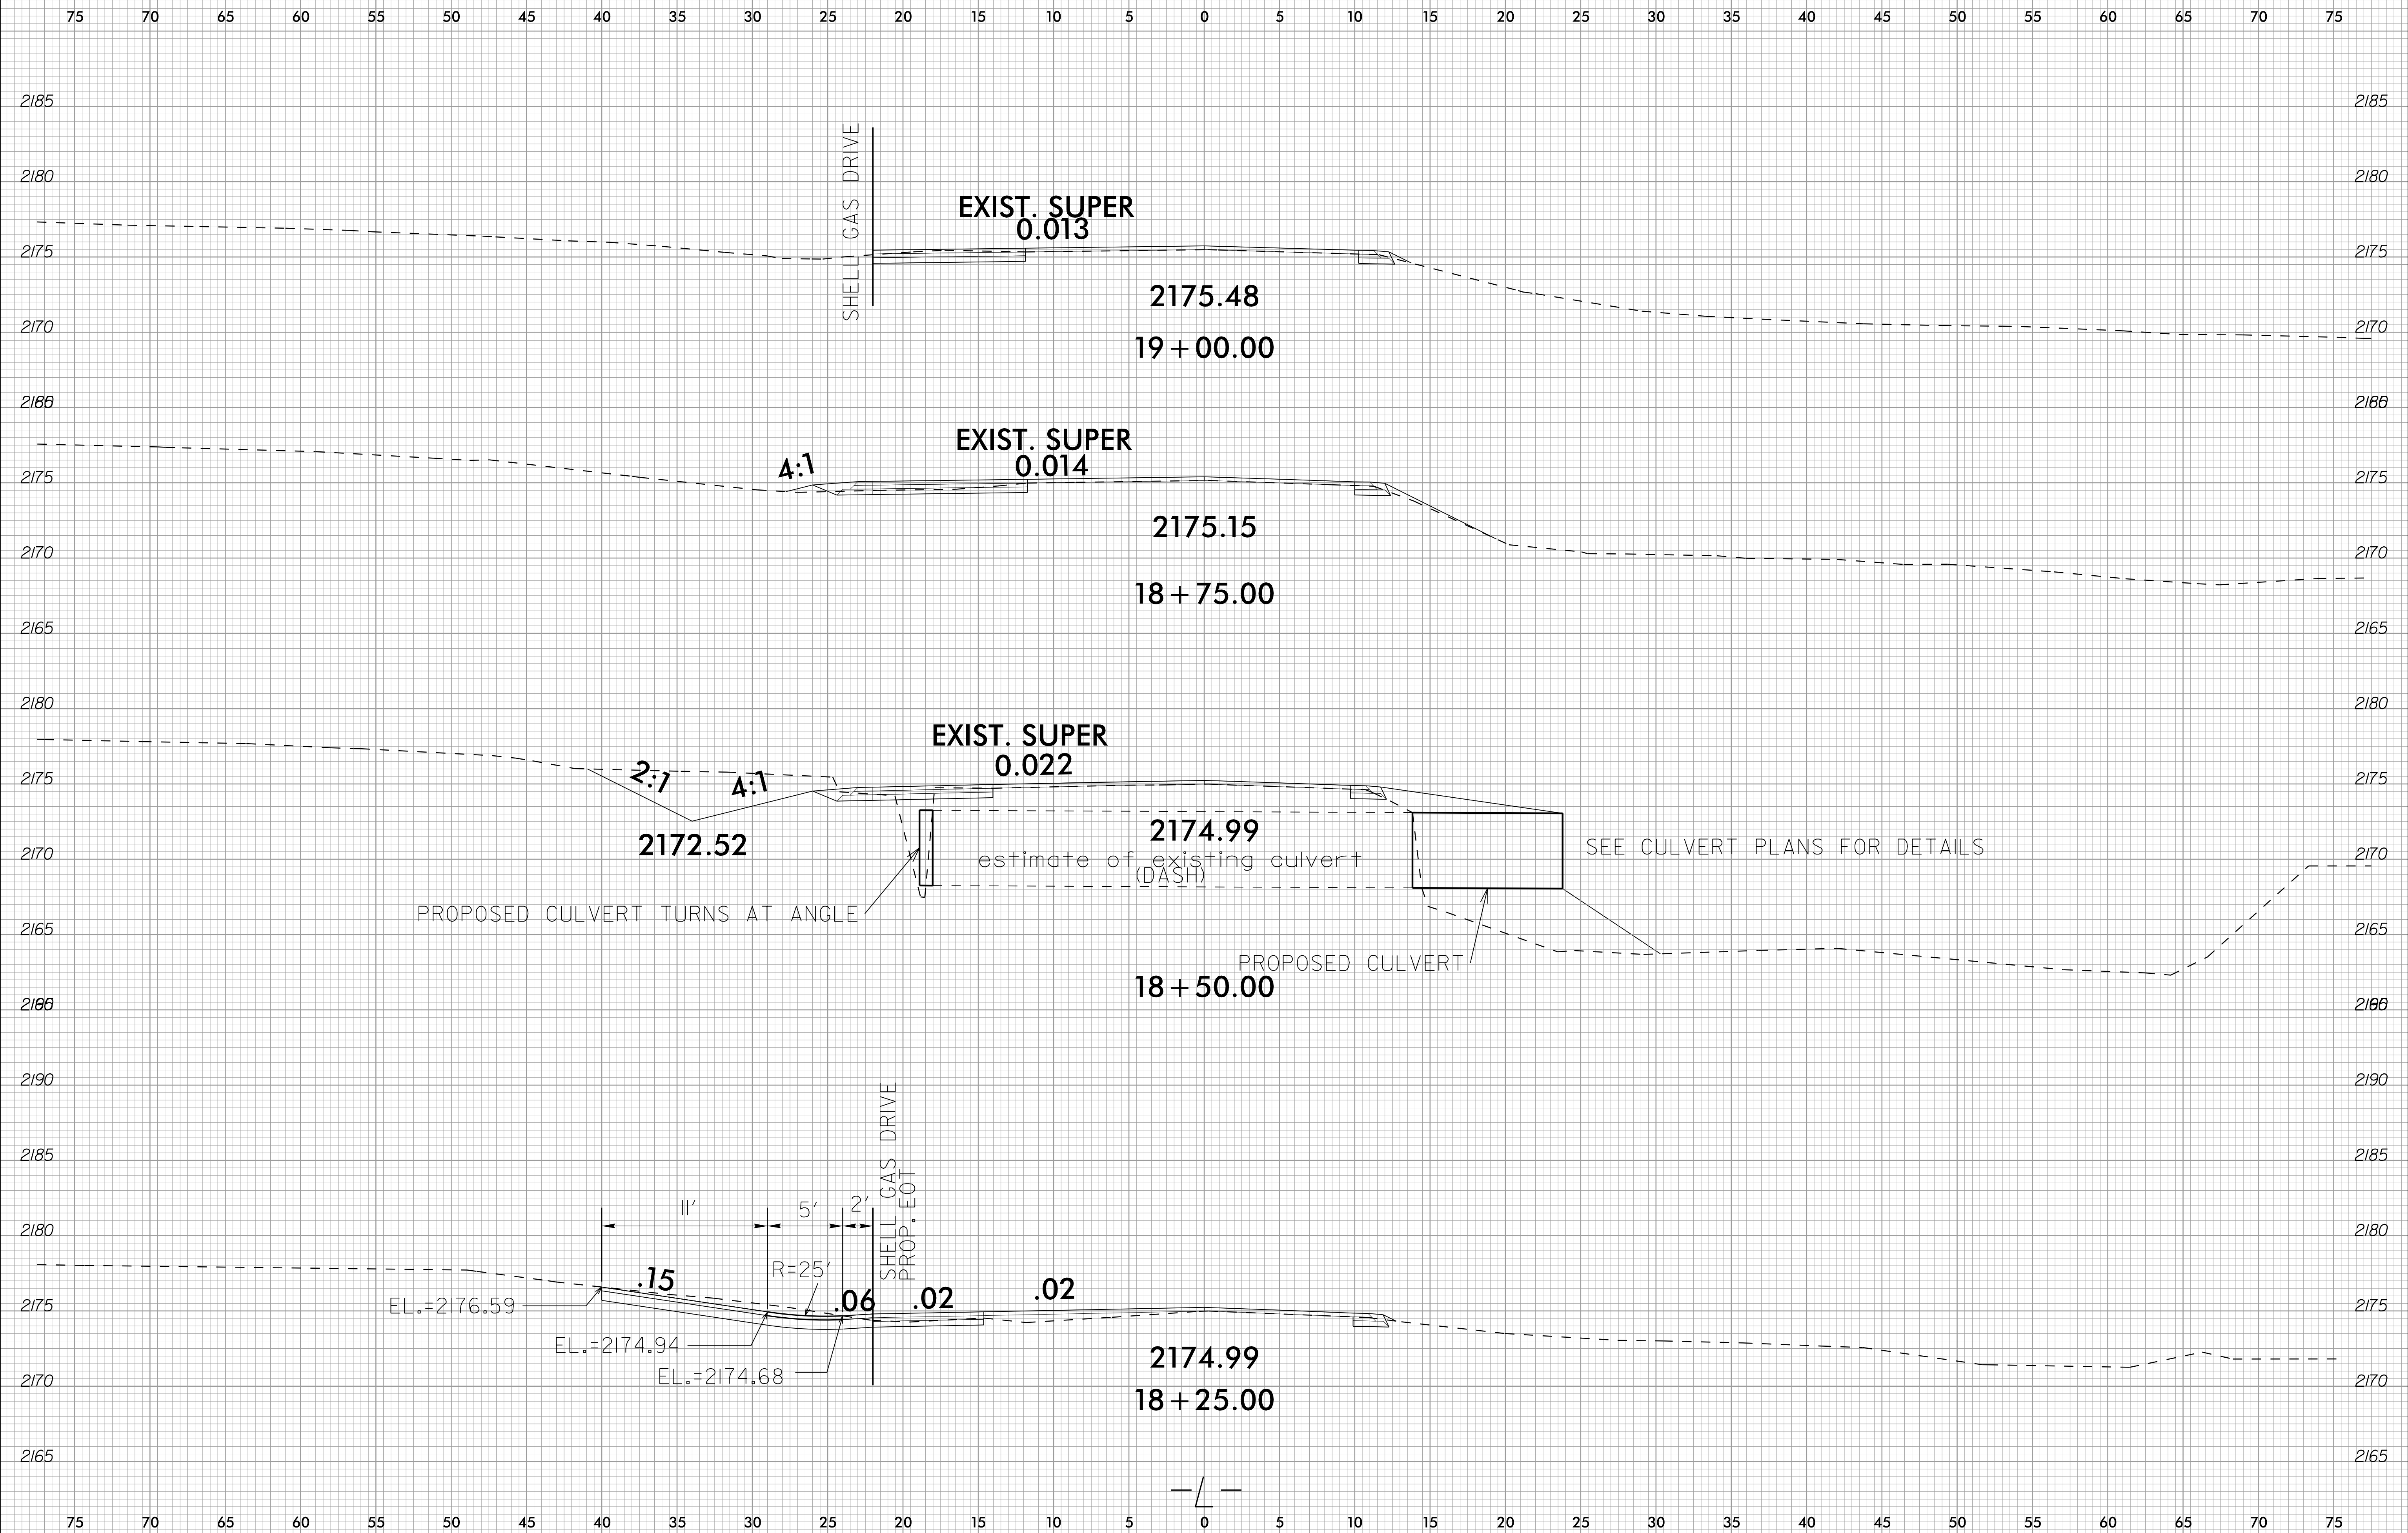 75 70 65 60 55 50 45 40 35 30 25 20 15 10 5 0 5 10 15 20 25 30 35 40 45 50 55 60 65 70 75
2185 2185
2180 2180
SHELL GAS DRIVE
EXIST. SUPER
0.013
2175 2175
2175.48
2170 2170
19+00.00
EXIST. SUPER
4:1
0.014
2175 2175
2175.15
2170 2170
18+75.00
2165 2165
2180 2180
EXIST. SUPER
0.022
2:1
4:1
2175 2175
2174.99
2172.52
SEE CULVERT PLANS FOR DETAILS
2170 2170
estimate of existing culvert
(DASH)
PROPOSED CULVERT TURNS AT ANGLE
2165 2165
PROPOSED CULVERT
18+50.00
2190 2190
2185 2185
SHELL GAS DRIVE
PROP. EOT
11' 5' 2'
2180 2180
R=25'
.15
.06 .02 .02
EL.=2176.59
2175 2175
EL.=2174.94
2174.99
EL.=2174.68
2170 2170
18+25.00
2165 2165
-L-
75 70 65 60 55 50 45 40 35 30 25 20 15 10 5 0 5 10 15 20 25 30 35 40 45 50 55 60 65 70 75